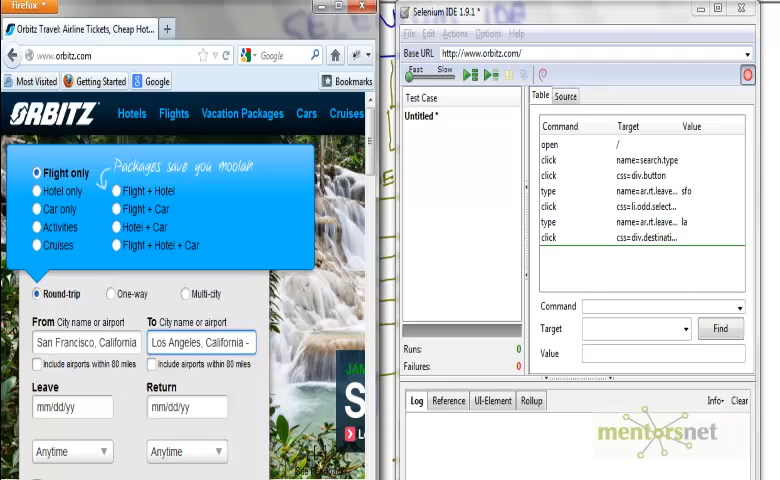 Firefox
Orbitz Travel: Airline Tickets, Cheap Hot...
www.orbitz.com
Google
Most Visited
Getting Started
Google
Bookmarks
ORBITZ
Hotels
Flights
Vacation Packages
Cars
Cruises
Packages save you moolah
Flight only
Hotel only
Flight + Hotel
Car only
Flight + Car
Activities
Hotel + Car
Cruises
Flight + Hotel + Car
Round-trip
One-way
Multi-city
From City name or airport
To City name or airport
San Francisco, California
Los Angeles, California -
Include airports within 80 miles
Include airports within 80 miles
Leave
Return
mm/dd/yy
mm/dd/yy
Anytime
Anytime
JAM
S
Selenium IDE 1.9.1 *
File Edit Actions Options Help
Base URL http://www.orbitz.com/
Fast Slow
Test Case
Untitled *
Table
Source
Command Target Value
open /
click name=search.type
click css=div.button
type name=ar.rt.leave... sfo
click css=li.odd.select...
type name=ar.rt.leave... la
click css=div.destinati...
Command
Target
Find
Value
Runs: 0
Failures: 0
Log
Reference
UI-Element
Rollup
Info
Clear
mentorsnet